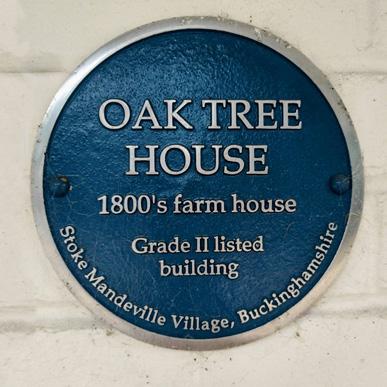 OAK TREE
HOUSE
1800's farm house
Grade II listed
building
Stoke Mandeville Village, Buckinghamshire